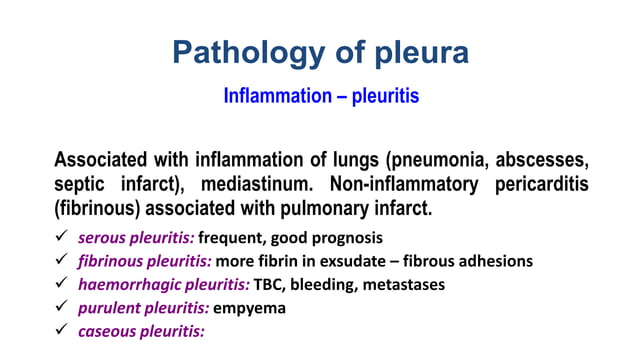 Pathology of pleura
Inflammation – pleuritis
Associated with inflammation of lungs (pneumonia, abscesses,
septic infarct), mediastinum. Non-inflammatory pericarditis
(fibrinous) associated with pulmonary infarct.
✓ serous pleuritis: frequent, good prognosis
✓ fibrinous pleuritis: more fibrin in exsudate – fibrous adhesions
✓ haemorrhagic pleuritis: TBC, bleeding, metastases
✓ purulent pleuritis: empyema
✓ caseous pleuritis: